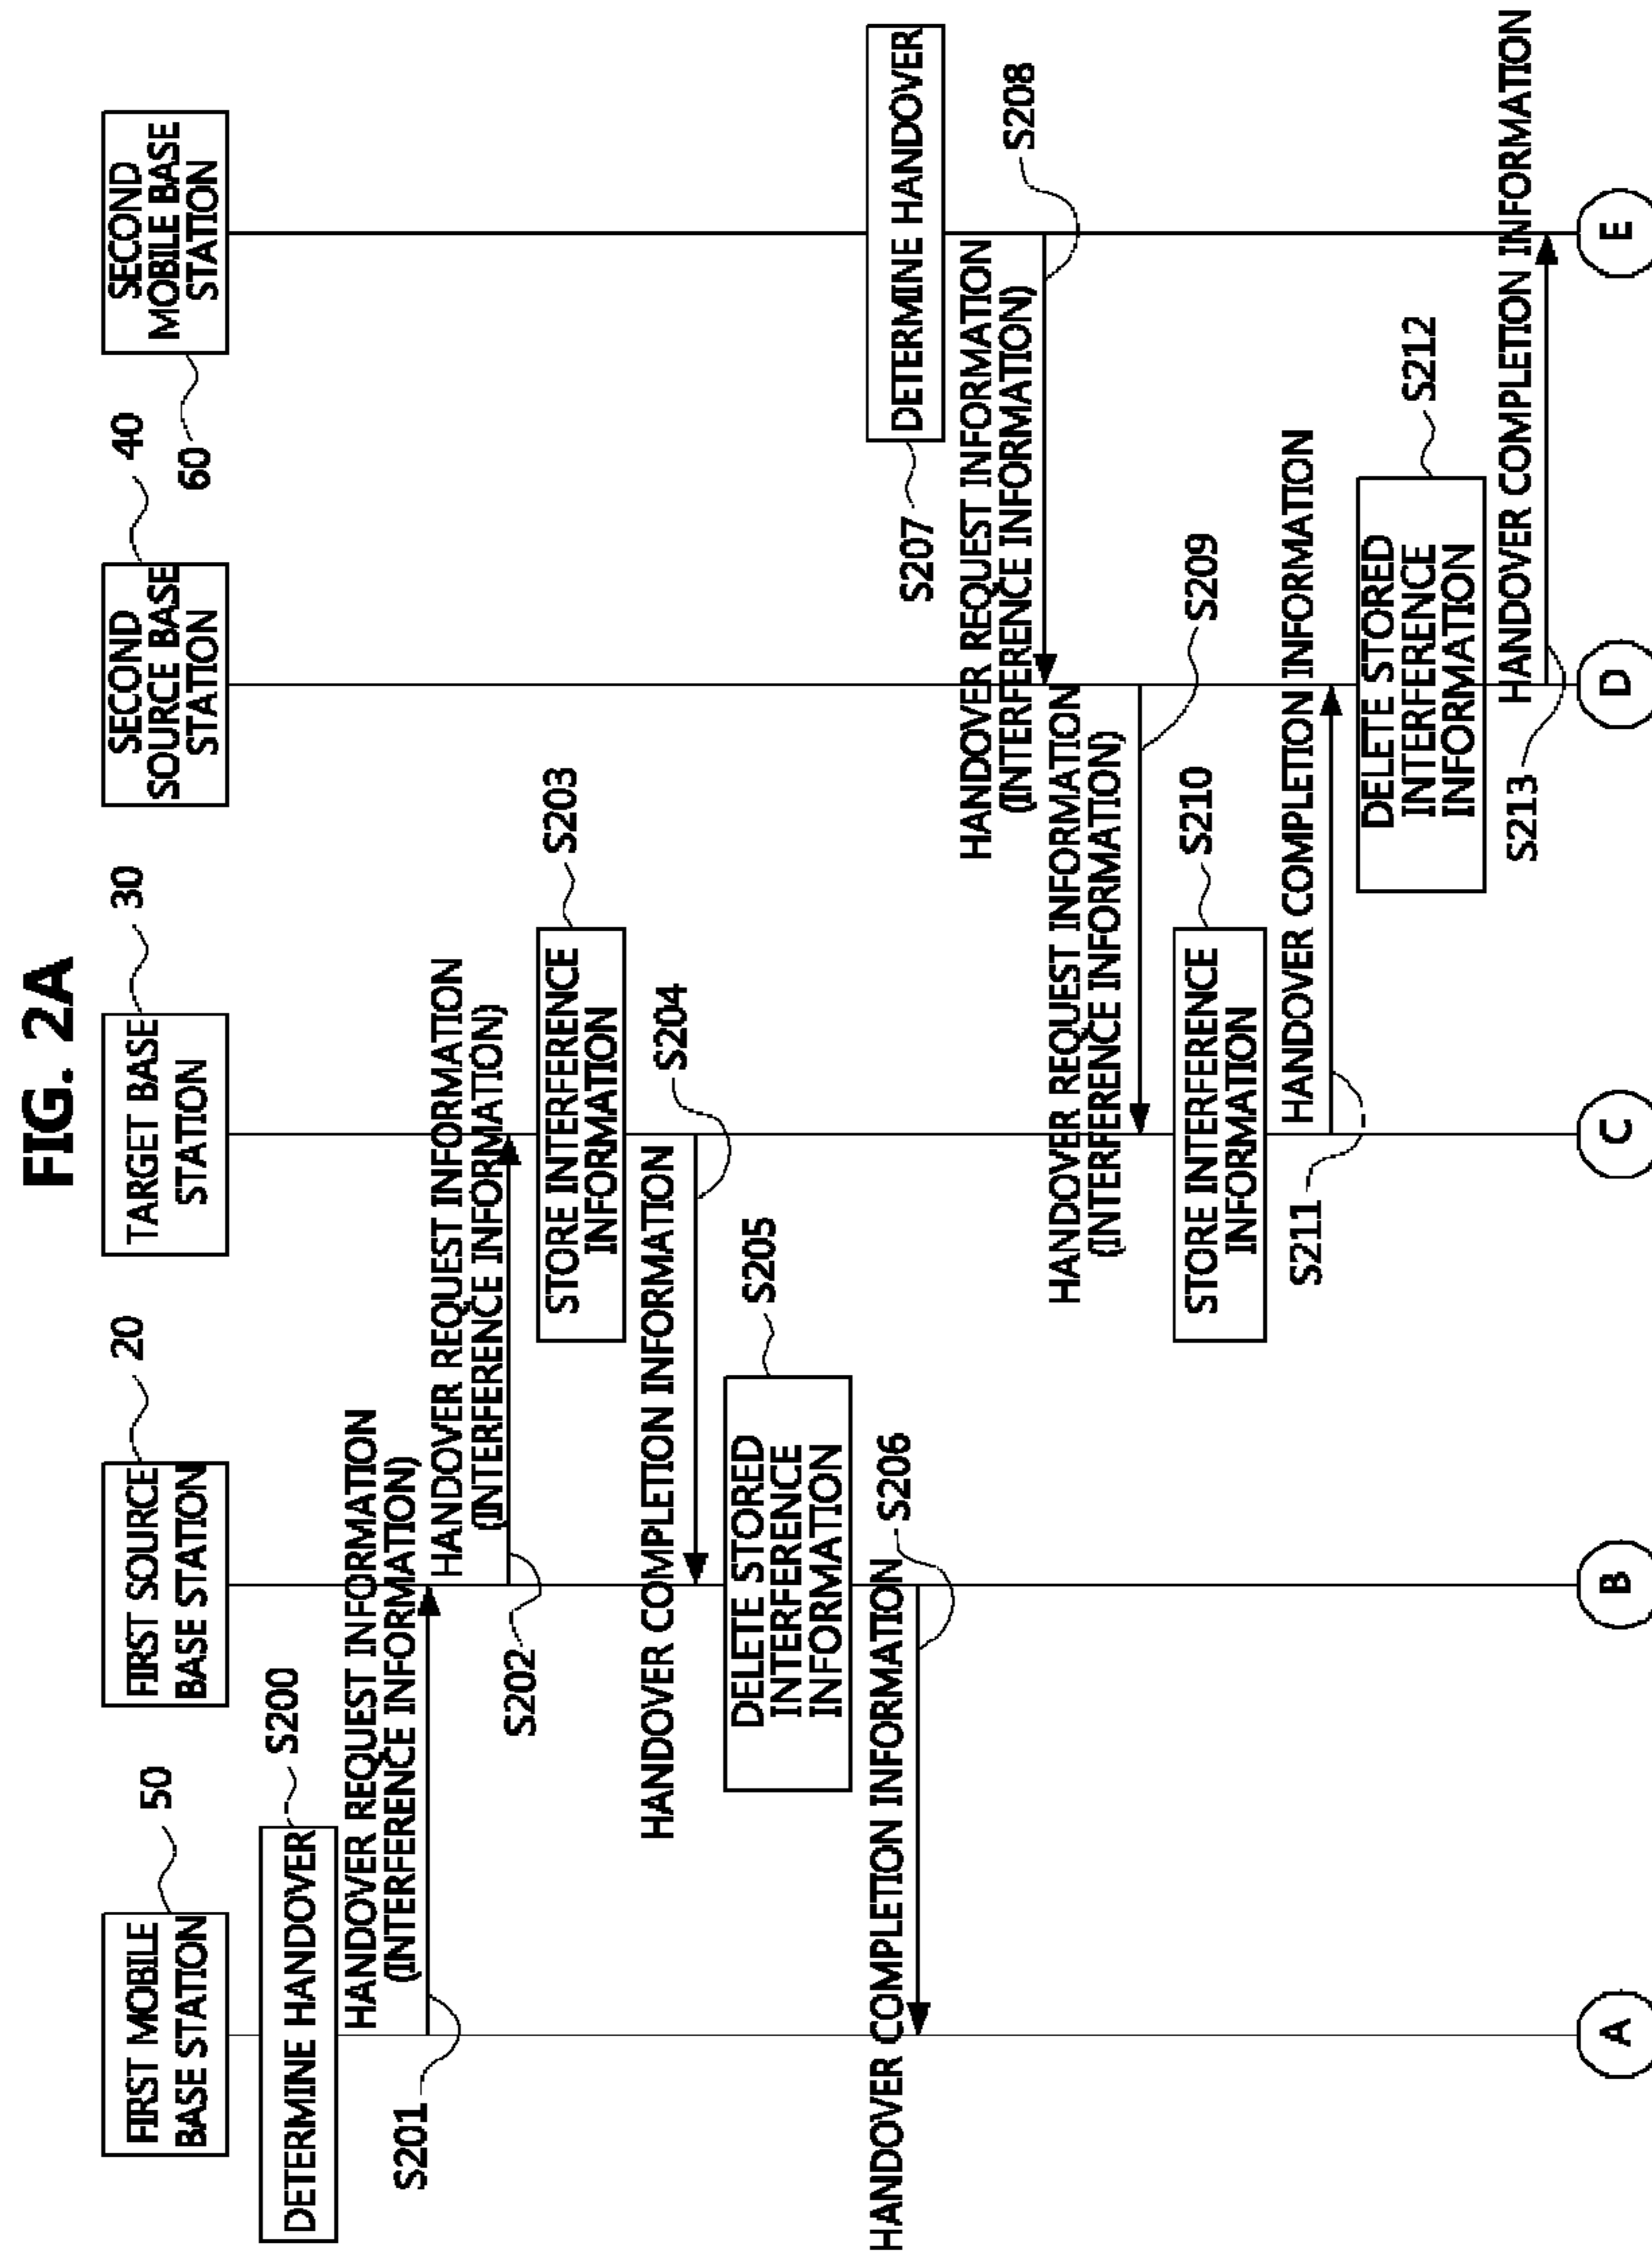 FIG. 2A
FIRST MOBILE
BASE STATION
50
FIRST SOURCE
BASE STATION
20
TARGET BASE
STATION
30
SECOND
SOURCE BASE
STATION
40
SECOND
MOBILE BASE
STATION
60
DETERMINE HANDOVER
S200
HANDOVER REQUEST INFORMATION
(INTERFERENCE INFORMATION)
S201
HANDOVER REQUEST INFORMATION
(INTERFERENCE INFORMATION)
S202
STORE INTERFERENCE
INFORMATION
S203
HANDOVER COMPLETION INFORMATION
S204
DELETE STORED
INTERFERENCE
INFORMATION
S205
HANDOVER COMPLETION INFORMATION
S206
DETERMINE HANDOVER
S207
HANDOVER REQUEST INFORMATION
(INTERFERENCE INFORMATION)
S208
HANDOVER REQUEST INFORMATION
(INTERFERENCE INFORMATION)
S209
STORE INTERFERENCE
INFORMATION
S210
HANDOVER COMPLETION INFORMATION
S211
DELETE STORED
INTERFERENCE
INFORMATION
S212
HANDOVER COMPLETION INFORMATION
S213
A
B
C
D
E